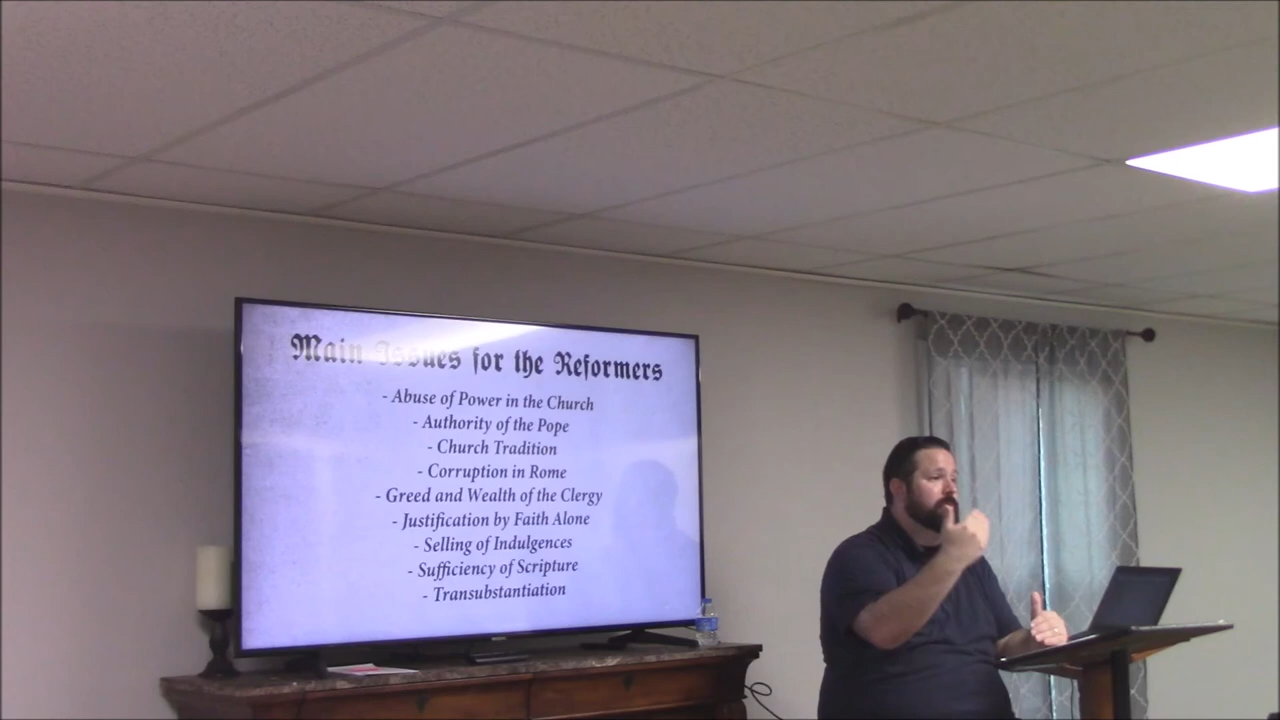 Main Issues for the Reformers
- Abuse of Power in the Church
- Authority of the Pope
- Church Tradition
- Corruption in Rome
- Greed and Wealth of the Clergy
- Justification by Faith Alone
- Selling of Indulgences
- Sufficiency of Scripture
- Transubstantiation